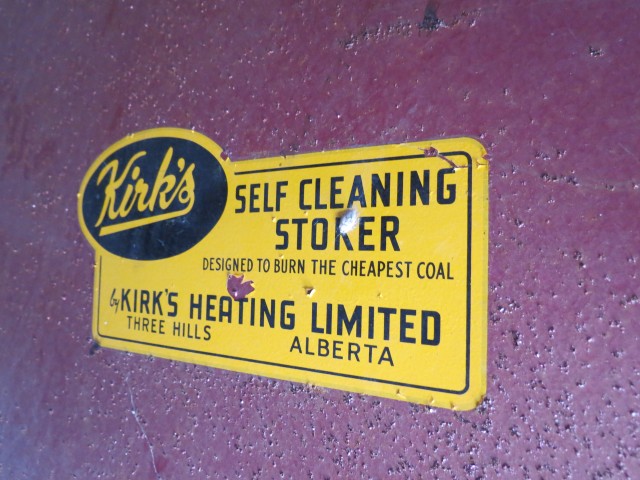 Kirk's
SELF CLEANING
STOKER
DESIGNED TO BURN THE CHEAPEST COAL
by KIRK'S HEATING LIMITED
THREE HILLS
ALBERTA